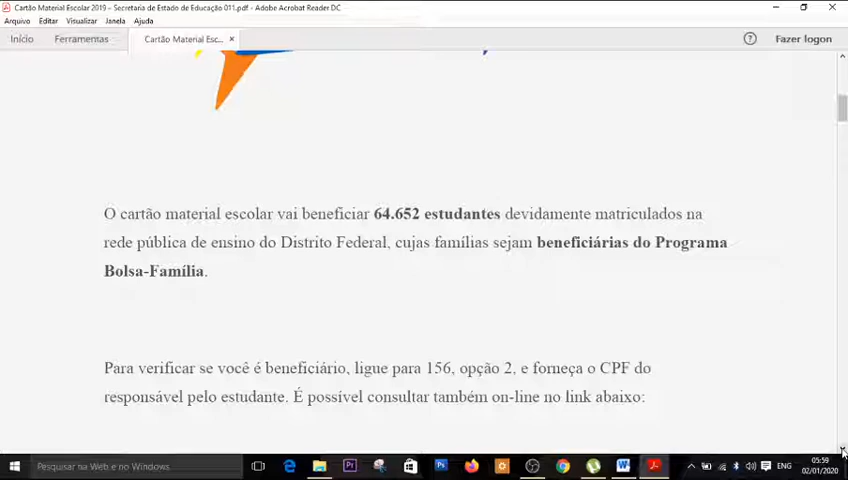 Cartão Material Escolar 2019 – Secretaria de Estado de Educação 011.pdf - Adobe Acrobat Reader DC
Arquivo Editar Visualizar Janela Ajuda
Início Ferramentas Cartão Material Esc... × ? Fazer logon
O cartão material escolar vai beneficiar 64.652 estudantes devidamente matriculados na
rede pública de ensino do Distrito Federal, cujas famílias sejam beneficiárias do Programa
Bolsa-Família.
Para verificar se você é beneficiário, ligue para 156, opção 2, e forneça o CPF do
responsável pelo estudante. É possível consultar também on-line no link abaixo:
Pesquisar na Web e no Windows
Pr
Ps
W
ENG
05:59
02/01/2020